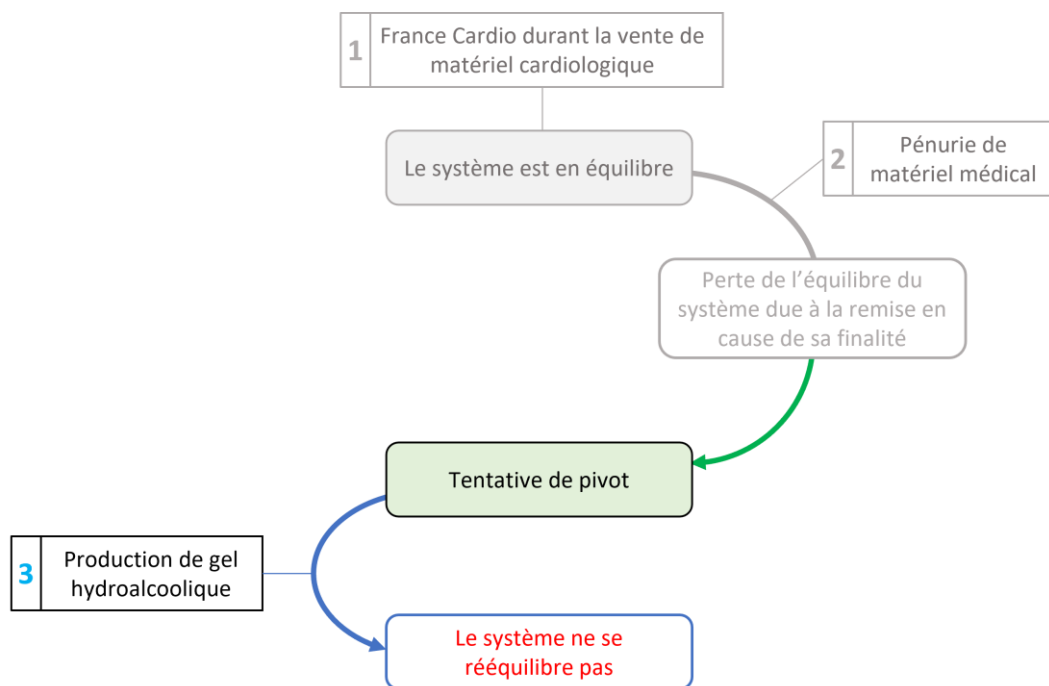 1
France Cardio durant la vente de
matériel cardiologique
Le système est en équilibre
2
Pénurie de
matériel médical
Perte de l'équilibre du
système due à la remise en
cause de sa finalité
Tentative de pivot
3
Production de gel
hydroalcoolique
Le système ne se
rééquilibre pas